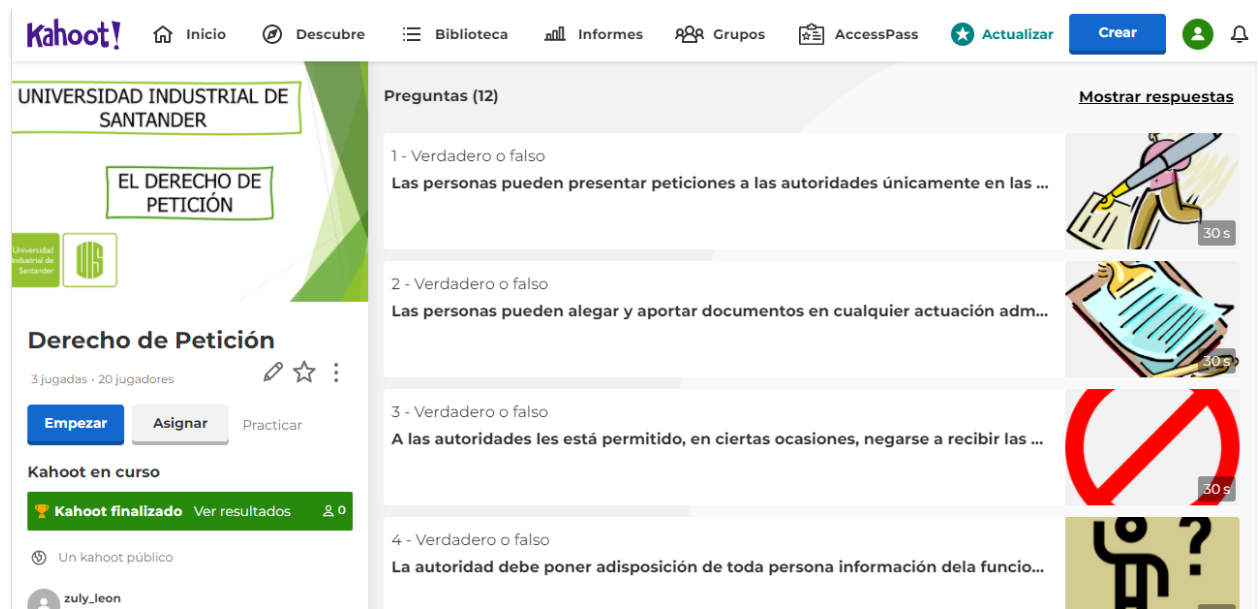 Kahoot!
Inicio
Descubre
Biblioteca
Informes
Grupos
AccessPass
Actualizar
Crear
UNIVERSIDAD INDUSTRIAL DE
SANTANDER
EL DERECHO DE
PETICIÓN
Universidad
Industrial de
Santander
UIS
Derecho de Petición
3 jugadas · 20 jugadores
Empezar
Asignar
Practicar
Kahoot en curso
Kahoot finalizado Ver resultados 0
Un kahoot público
zuly_leon
Preguntas (12)
Mostrar respuestas
1 - Verdadero o falso
Las personas pueden presentar peticiones a las autoridades únicamente en las ...
30 s
2 - Verdadero o falso
Las personas pueden alegar y aportar documentos en cualquier actuación adm...
30 s
3 - Verdadero o falso
A las autoridades les está permitido, en ciertas ocasiones, negarse a recibir las ...
30 s
4 - Verdadero o falso
La autoridad debe poner adisposición de toda persona información dela funcio...
?